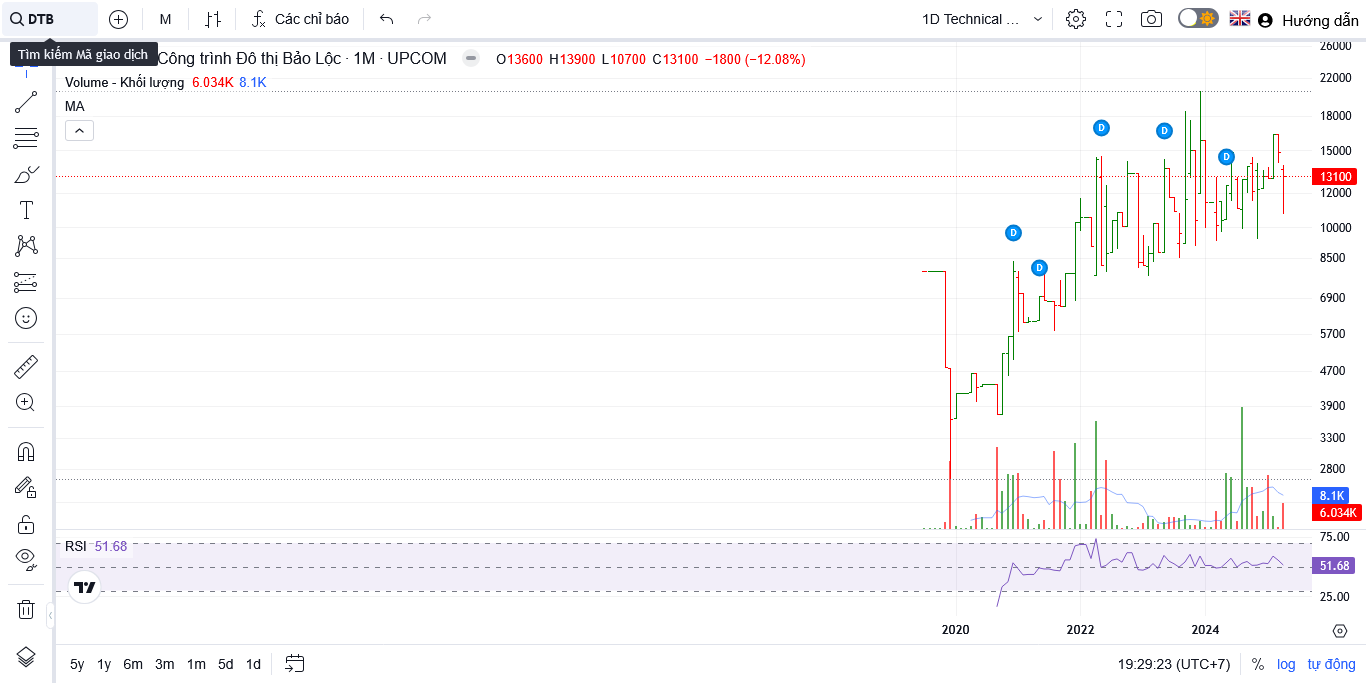 DTB M Các chỉ báo 1D Technical ... Hướng dẫn
Tìm kiếm Mã giao dịch
Công trình Đô thị Bảo Lộc · 1M · UPCOM O13600 H13900 L10700 C13100 −1800 (−12.08%)
Volume - Khối lượng 6.034K 8.1K
MA
26000
22000
18000
15000
13100
12000
10000
8500
6900
5700
4700
3900
3300
2800
8.1K
6.034K
D
D
D
D
D
RSI 51.68
75.00
51.68
25.00
2020 2022 2024
5y 1y 6m 3m 1m 5d 1d 19:29:23 (UTC+7) % log tự động